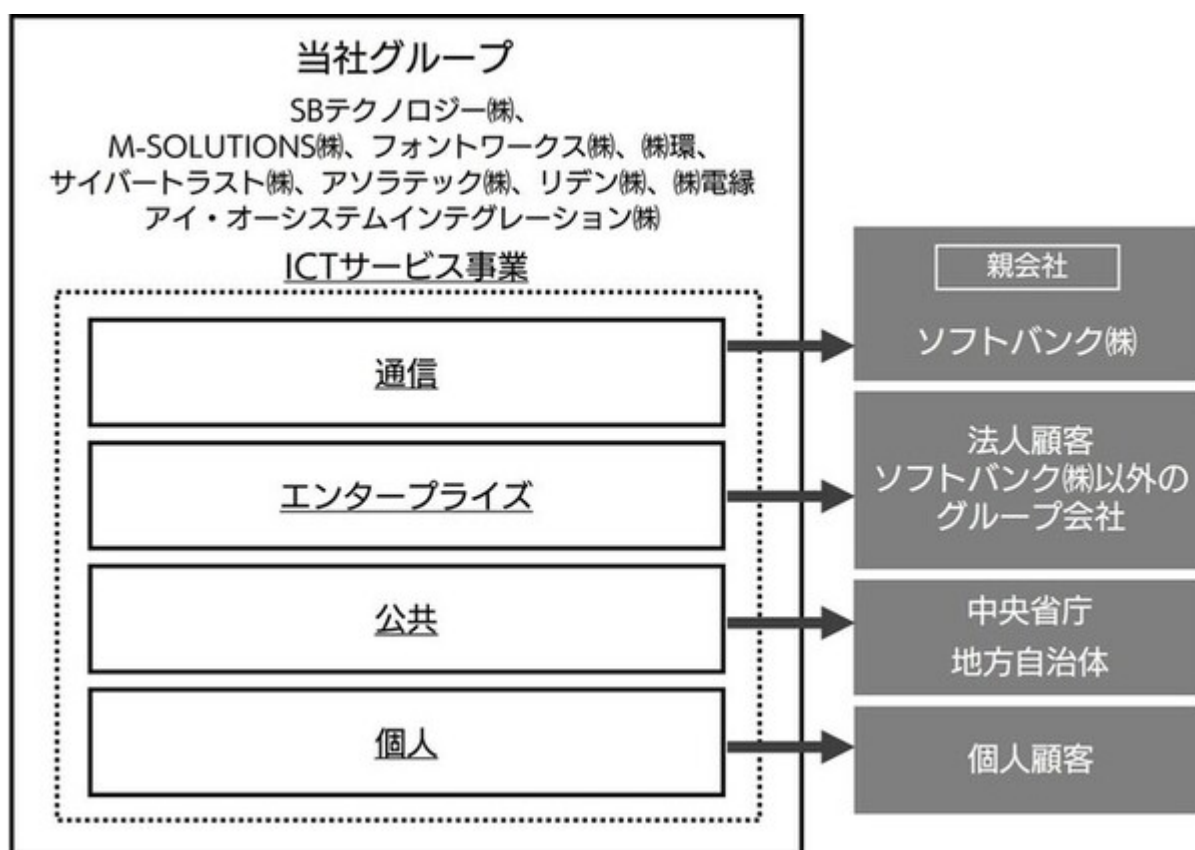 当社グループ
SBテクノロジー㈱、
M-SOLUTIONS㈱、フォントワークス㈱、㈱環、
サイバートラスト㈱、アソラテック㈱、リデン㈱、㈱電縁
アイ・オーシステムインテグレーション㈱
ICTサービス事業
通信
エンタープライズ
公共
個人
親会社
ソフトバンク㈱
法人顧客
ソフトバンク㈱以外の
グループ会社
中央省庁
地方自治体
個人顧客